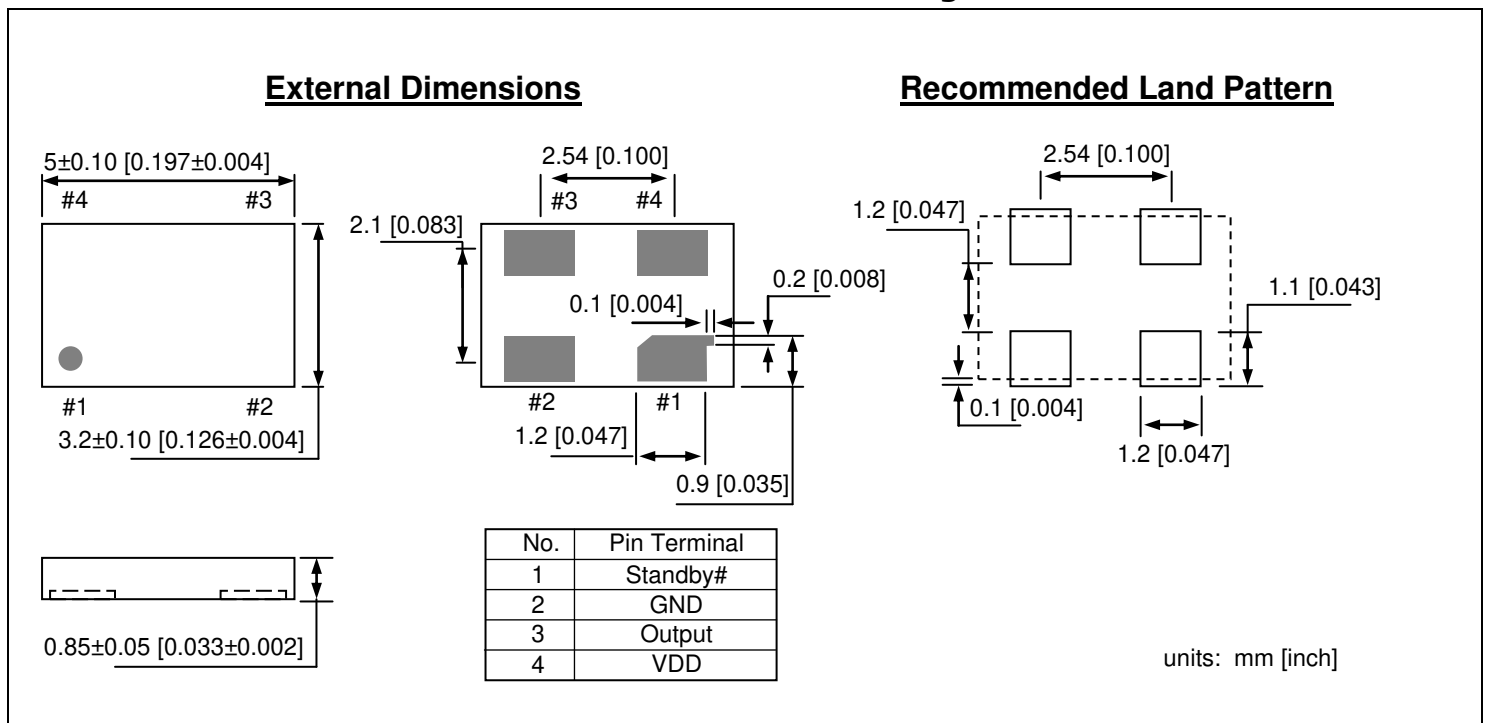 External Dimensions
Recommended Land Pattern
5±0.10 [0.197±0.004]
#4 #3
#1 #2
3.2±0.10 [0.126±0.004]
2.54 [0.100]
#3 #4
2.1 [0.083]
0.1 [0.004]
0.2 [0.008]
#2 #1
1.2 [0.047]
0.9 [0.035]
2.54 [0.100]
1.2 [0.047]
1.1 [0.043]
0.1 [0.004]
1.2 [0.047]
0.85±0.05 [0.033±0.002]
No. Pin Terminal
1 Standby#
2 GND
3 Output
4 VDD
units: mm [inch]